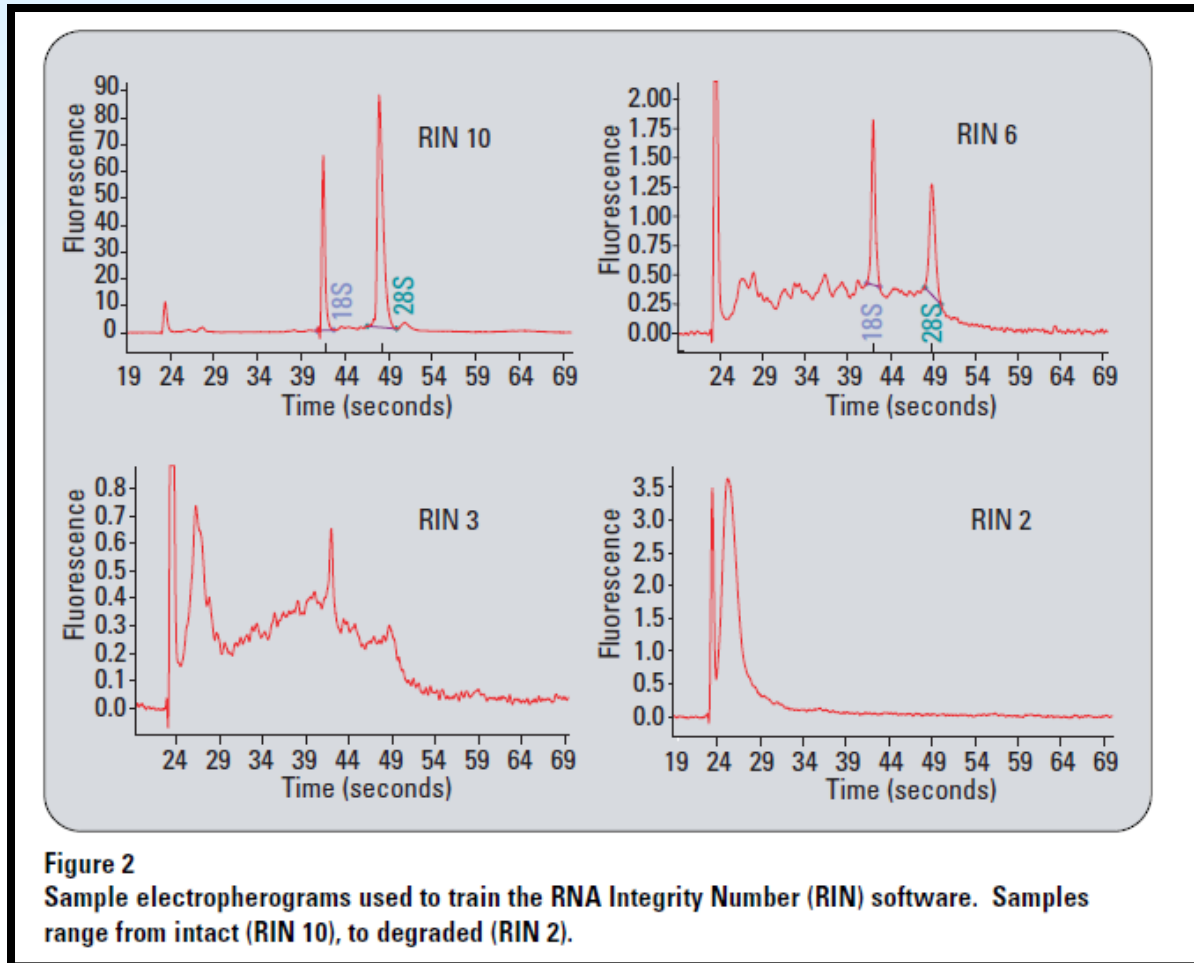 RIN 10
Fluorescence
90
80
70
60
50
40
30
20
10
0
18S
28S
19 24 29 34 39 44 49 54 59 64 69
Time (seconds)
RIN 6
Fluorescence
2.00
1.75
1.50
1.25
1.00
0.75
0.50
0.25
0.00
18S
28S
24 29 34 39 44 49 54 59 64 69
Time (seconds)
RIN 3
Fluorescence
0.8
0.7
0.6
0.5
0.4
0.3
0.2
0.1
0.0
24 29 34 39 44 49 54 59 64 69
Time (seconds)
RIN 2
Fluorescence
3.5
3.0
2.5
2.0
1.5
1.0
0.5
0.0
19 24 29 34 39 44 49 54 59 64 69
Time (seconds)
Figure 2
Sample electropherograms used to train the RNA Integrity Number (RIN) software. Samples
range from intact (RIN 10), to degraded (RIN 2).